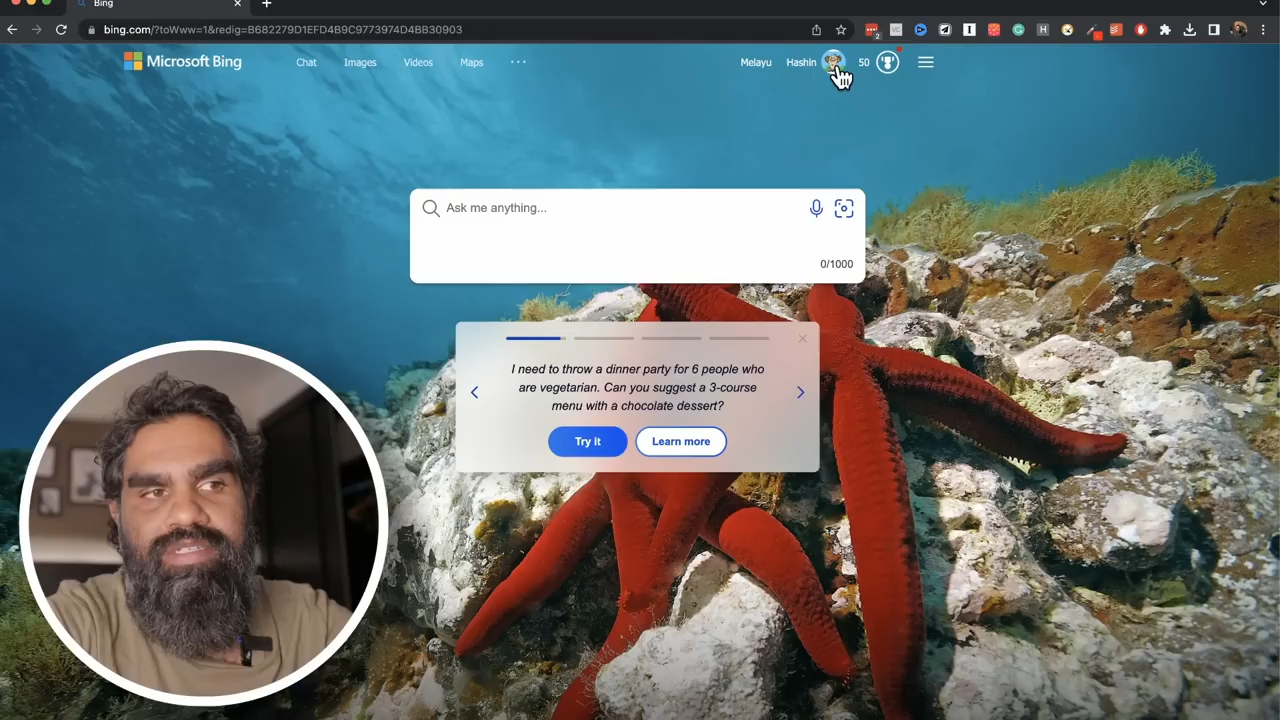 Bing
bing.com/?toWww=1&redig=B682279D1EFD4B9C9773974D4BB30903
2
Microsoft Bing
Chat
Images
Videos
Maps
Melayu
Hashin
50
Ask me anything...
0/1000
I need to throw a dinner party for 6 people who
are vegetarian. Can you suggest a 3-course
menu with a chocolate dessert?
Try it
Learn more